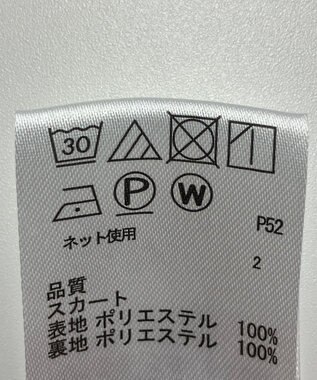 30
P W
ネット使用
P52
2
品質
スカート
表地 ポリエステル 100%
裏地 ポリエステル 100%